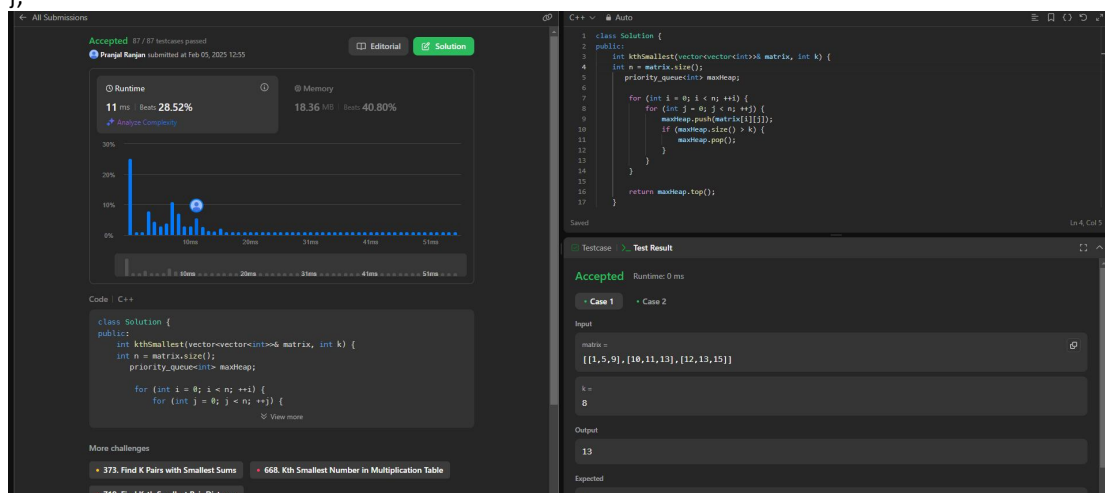 };
← All Submissions
Accepted 87 / 87 testcases passed
Pranjal Ranjan submitted at Feb 05, 2025 12:55
Editorial
Solution
Runtime
11 ms | Beats 28.52%
Analyze Complexity
Memory
18.36 MB | Beats 40.80%
30%
20%
10%
0%
10ms 20ms 31ms 41ms 51ms
10ms 20ms 31ms 41ms 51ms
Code | C++
class Solution {
public:
    int kthSmallest(vector<vector<int>>& matrix, int k) {
    int n = matrix.size();
       priority_queue<int> maxHeap;
        for (int i = 0; i < n; ++i) {
            for (int j = 0; j < n; ++j) {
View more
More challenges
373. Find K Pairs with Smallest Sums
668. Kth Smallest Number in Multiplication Table
C++ Auto
1 class Solution {
2 public:
3     int kthSmallest(vector<vector<int>>& matrix, int k) {
4     int n = matrix.size();
5        priority_queue<int> maxHeap;
6
7         for (int i = 0; i < n; ++i) {
8             for (int j = 0; j < n; ++j) {
9                 maxHeap.push(matrix[i][j]);
10                 if (maxHeap.size() > k) {
11                     maxHeap.pop();
12                 }
13             }
14         }
15
16         return maxHeap.top();
17     }
Saved
Ln 4, Col 5
Testcase | >_ Test Result
Accepted Runtime: 0 ms
• Case 1 • Case 2
Input
matrix =
[[1,5,9],[10,11,13],[12,13,15]]
k =
8
Output
13
Expected